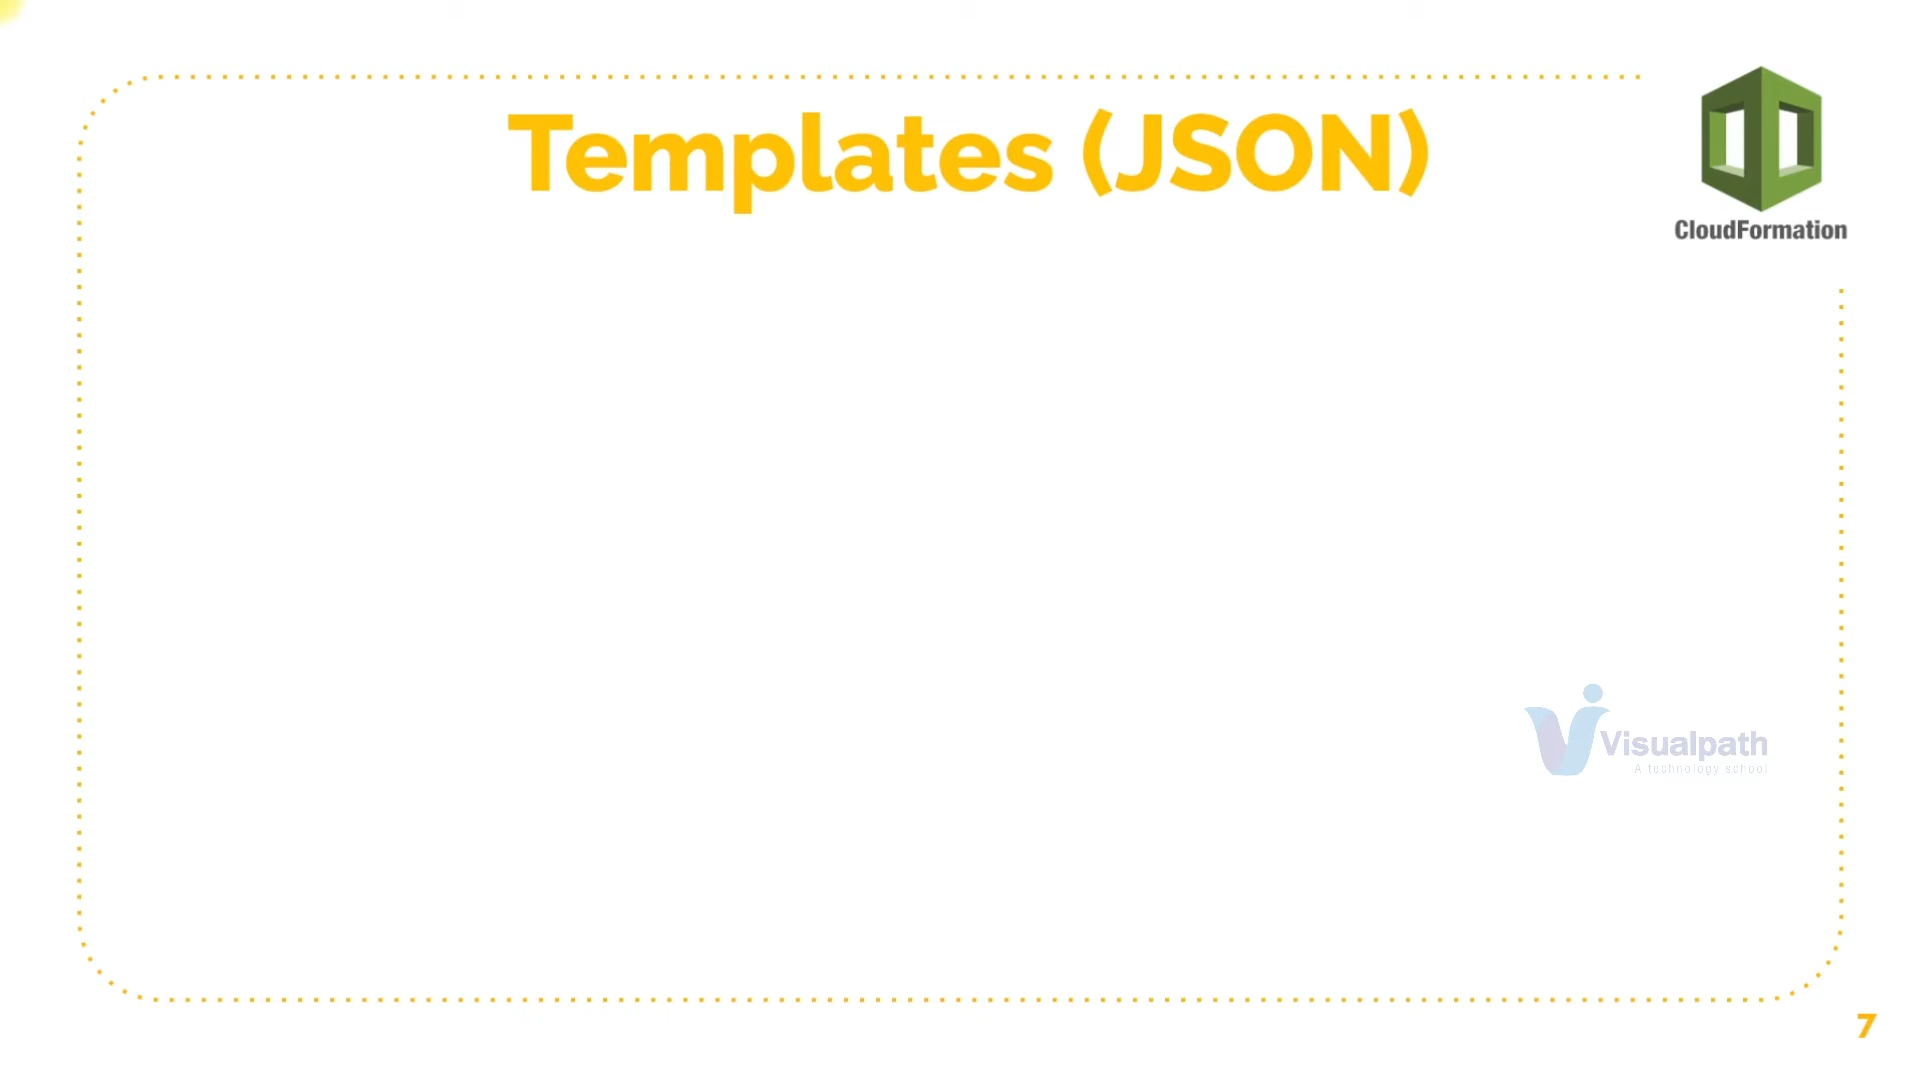 Templates (JSON)
CloudFormation
Visualpath
A technology school
7